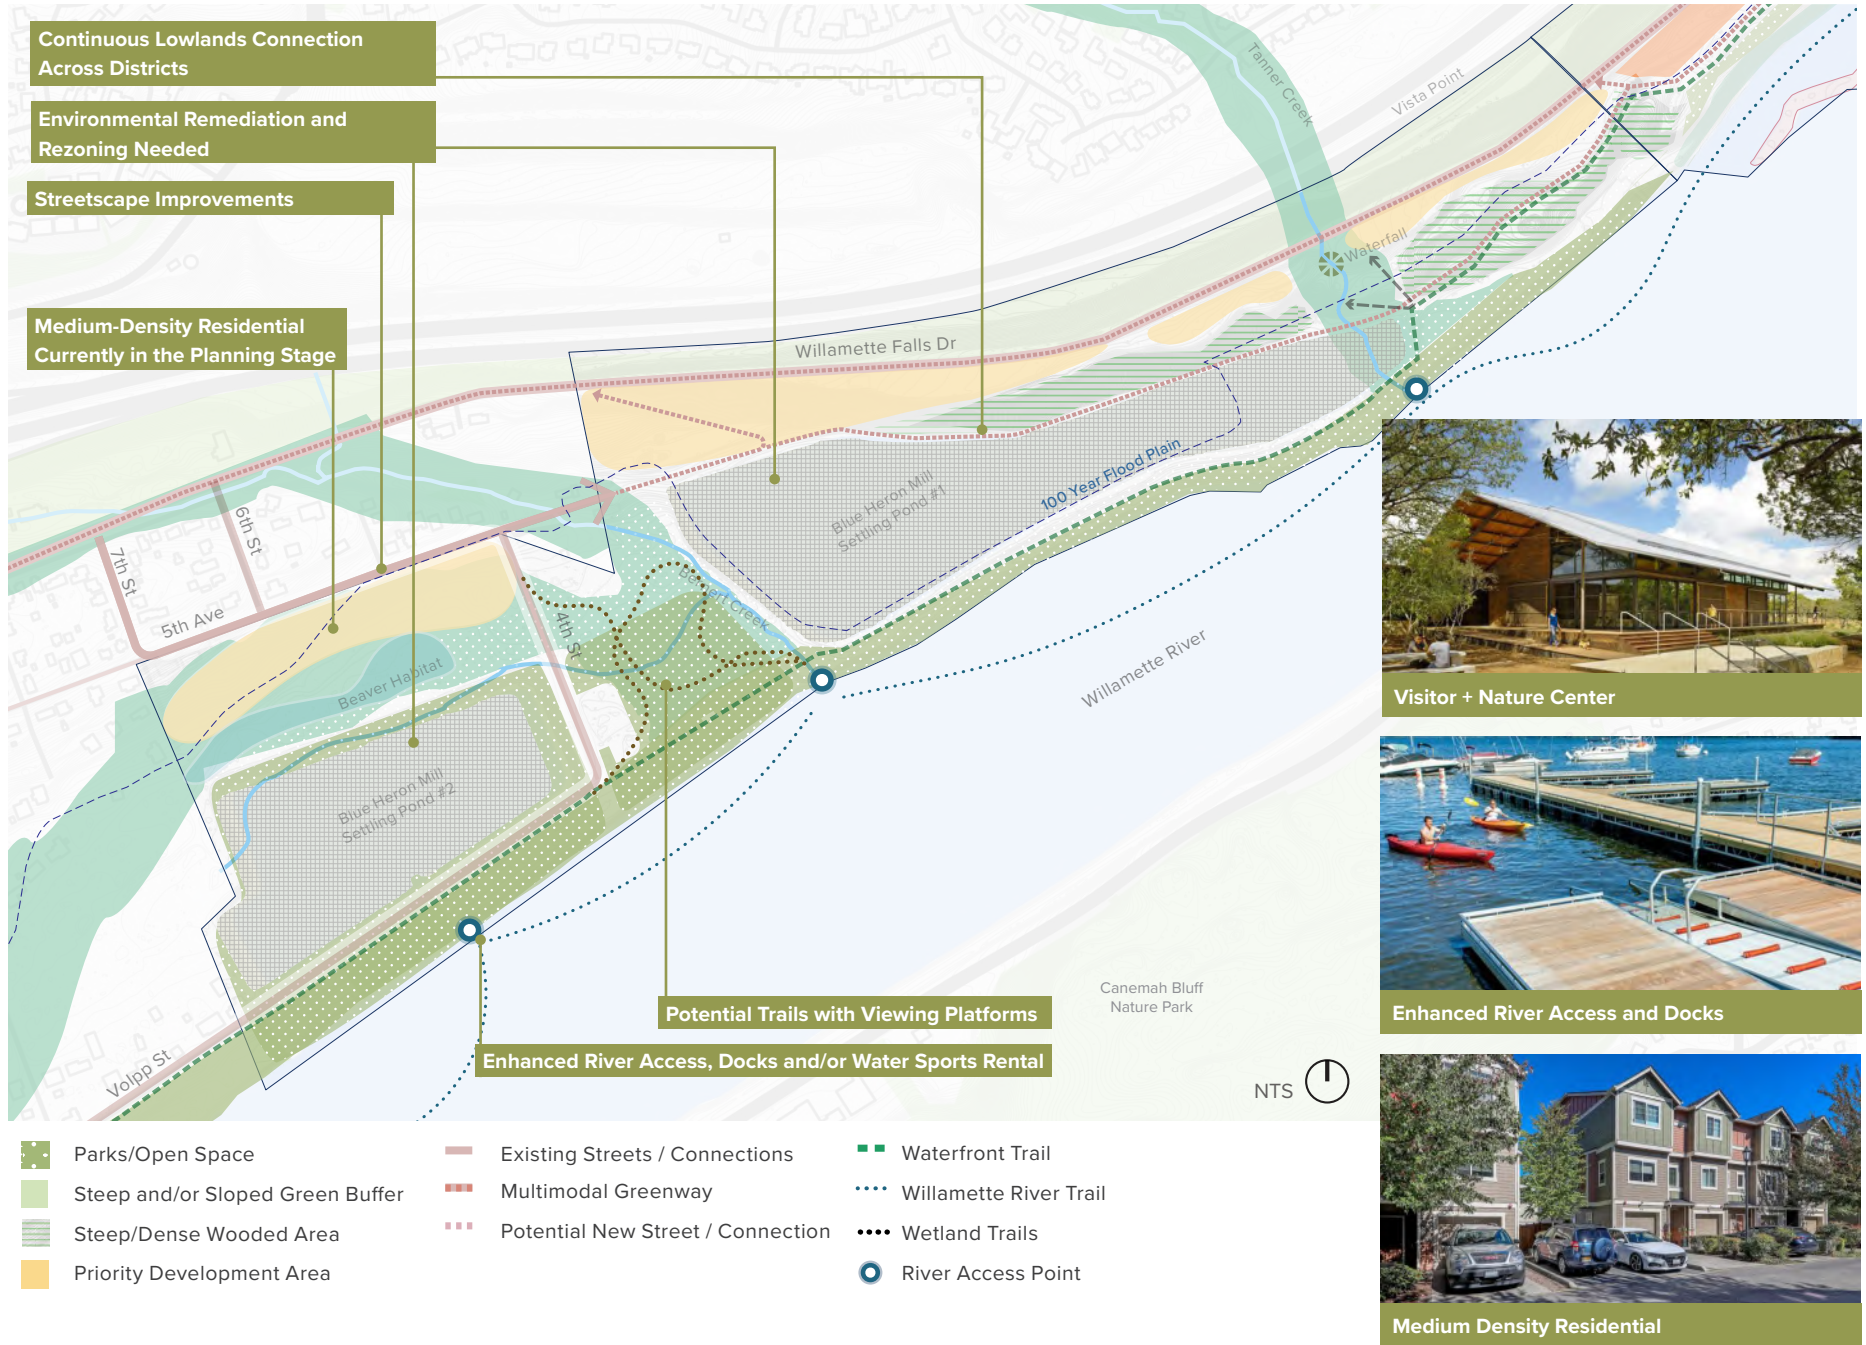 Continuous Lowlands Connection
Across Districts
Environmental Remediation and
Rezoning Needed
Streetscape Improvements
Medium-Density Residential
Currently in the Planning Stage
Tanner Creek
Vista Point
Waterfall
Willamette Falls Dr
100 Year Flood Plain
Blue Heron Mill
Settling Pond #1
6th St
7th St
5th Ave
4th St
Bernert Creek
Beaver Habitat
Willamette River
Blue Heron Mill
Settling Pond #2
Volpp St
Canemah Bluff
Nature Park
Potential Trails with Viewing Platforms
Enhanced River Access, Docks and/or Water Sports Rental
NTS
Visitor + Nature Center
Enhanced River Access and Docks
Medium Density Residential
Parks/Open Space
Steep and/or Sloped Green Buffer
Steep/Dense Wooded Area
Priority Development Area
Existing Streets / Connections
Multimodal Greenway
Potential New Street / Connection
Waterfront Trail
Willamette River Trail
Wetland Trails
River Access Point